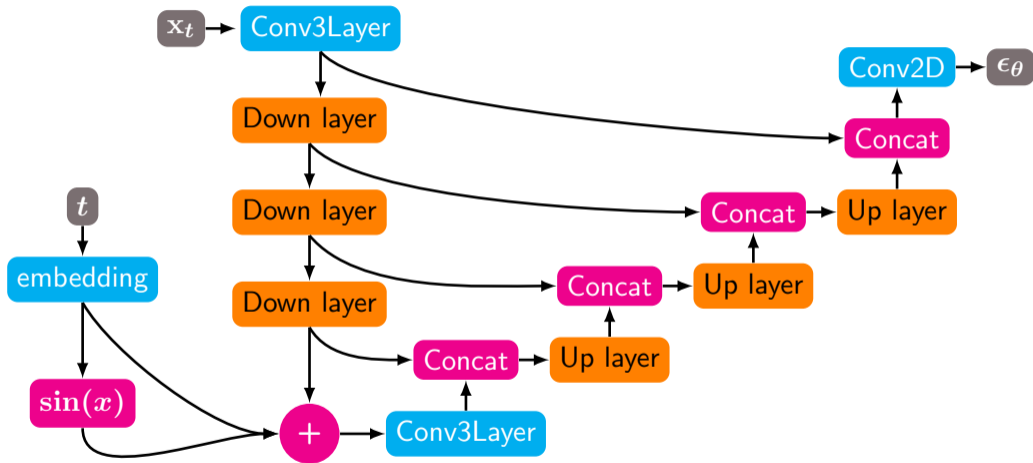 x_t
Conv3Layer
Conv2D
ϵ_θ
Down layer
Concat
t
Down layer
Concat
Up layer
embedding
Concat
Up layer
Down layer
Concat
Up layer
sin(x)
+
Conv3Layer